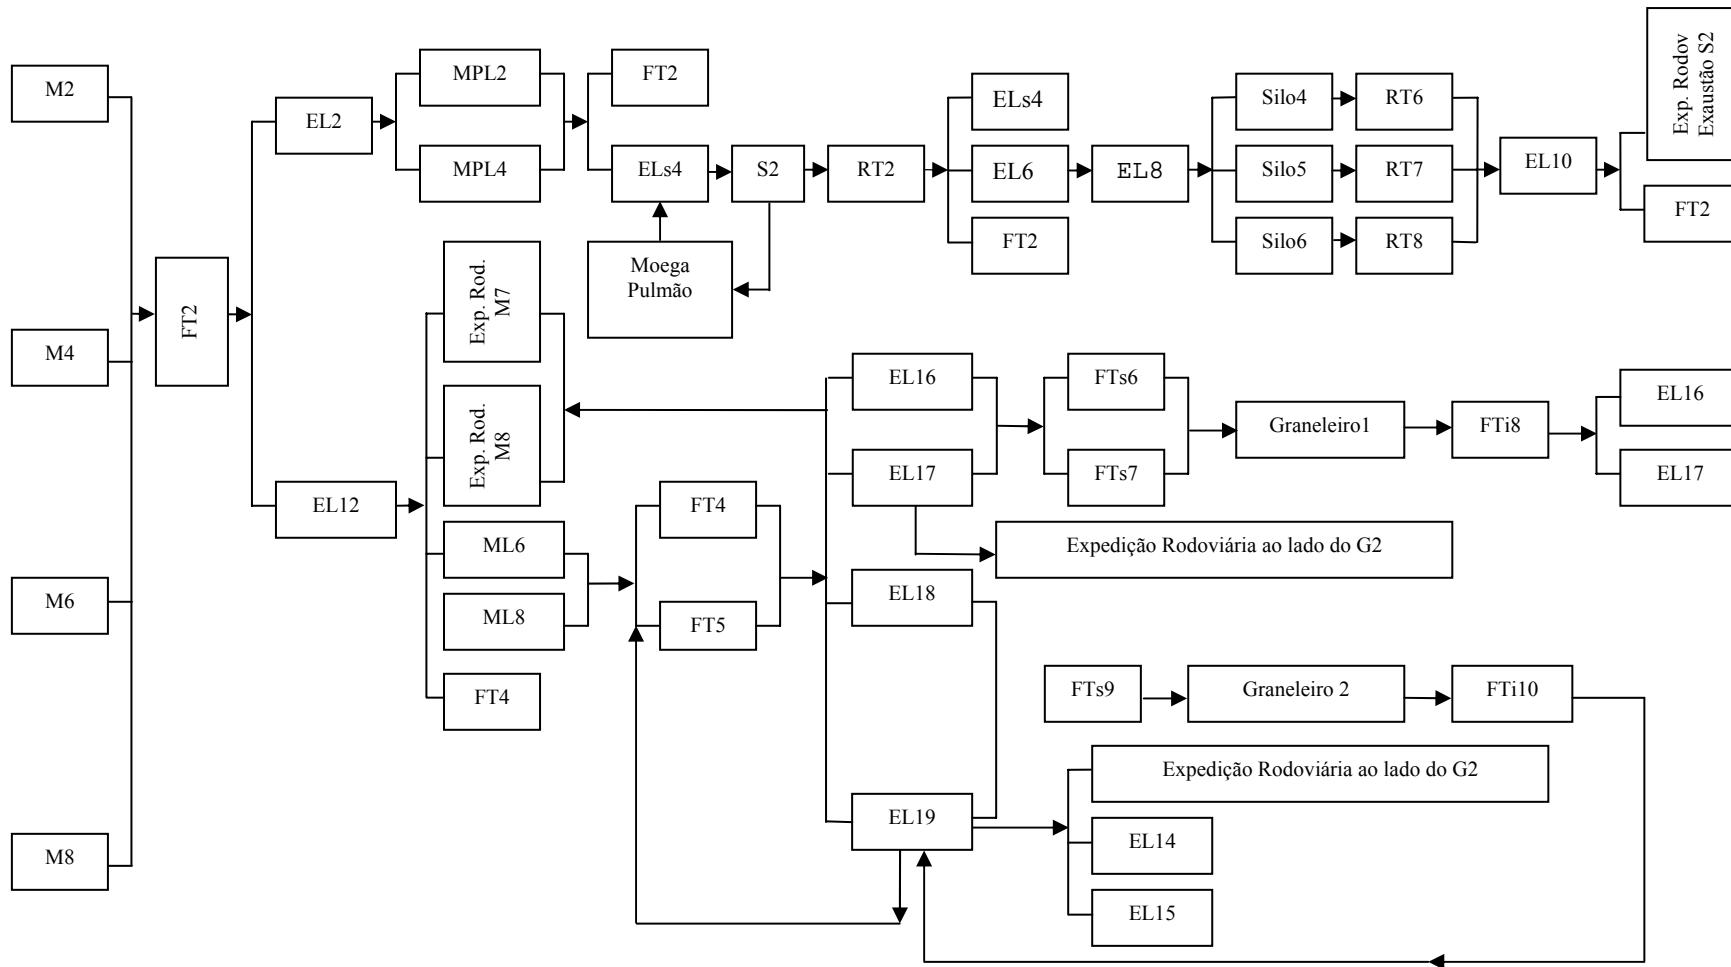 M2
M4
M6
M8
FT2
EL2
EL12
MPL2
MPL4
FT2
ELs4
S2
RT2
Moega
Pulmão
ELs4
EL6
FT2
EL8
Silo4
Silo5
Silo6
RT6
RT7
RT8
EL10
Exp. Rodov
Exaustão S2
FT2
Exp. Rod.
M7
Exp. Rod.
M8
ML6
ML8
FT4
FT4
FT5
EL16
EL17
EL18
EL19
FTs6
FTs7
Graneleiro1
FTi8
EL16
EL17
Expedição Rodoviária ao lado do G2
FTs9
Graneleiro 2
FTi10
Expedição Rodoviária ao lado do G2
EL14
EL15